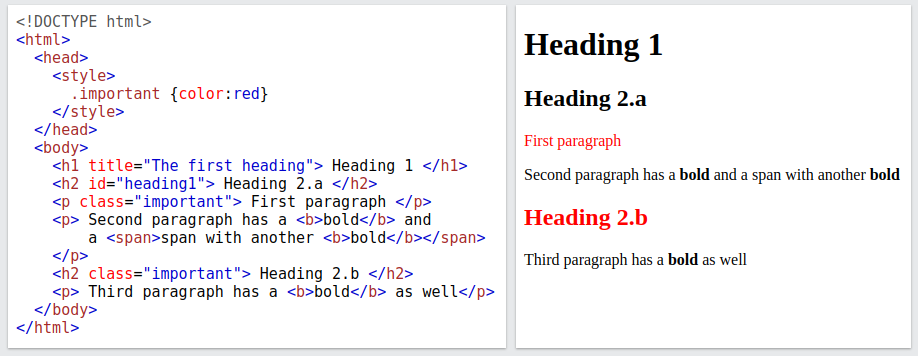 <!DOCTYPE html>
<html>
  <head>
    <style>
      .important {color:red}
    </style>
  </head>
  <body>
    <h1 title="The first heading"> Heading 1 </h1>
    <h2 id="heading1"> Heading 2.a </h2>
    <p class="important"> First paragraph </p>
    <p> Second paragraph has a <b>bold</b> and
        a <span>span with another <b>bold</b></span>
    </p>
    <h2 class="important"> Heading 2.b </h2>
    <p> Third paragraph has a <b>bold</b> as well</p>
  </body>
</html>
Heading 1
Heading 2.a
First paragraph
Second paragraph has a bold and a span with another bold
Heading 2.b
Third paragraph has a bold as well